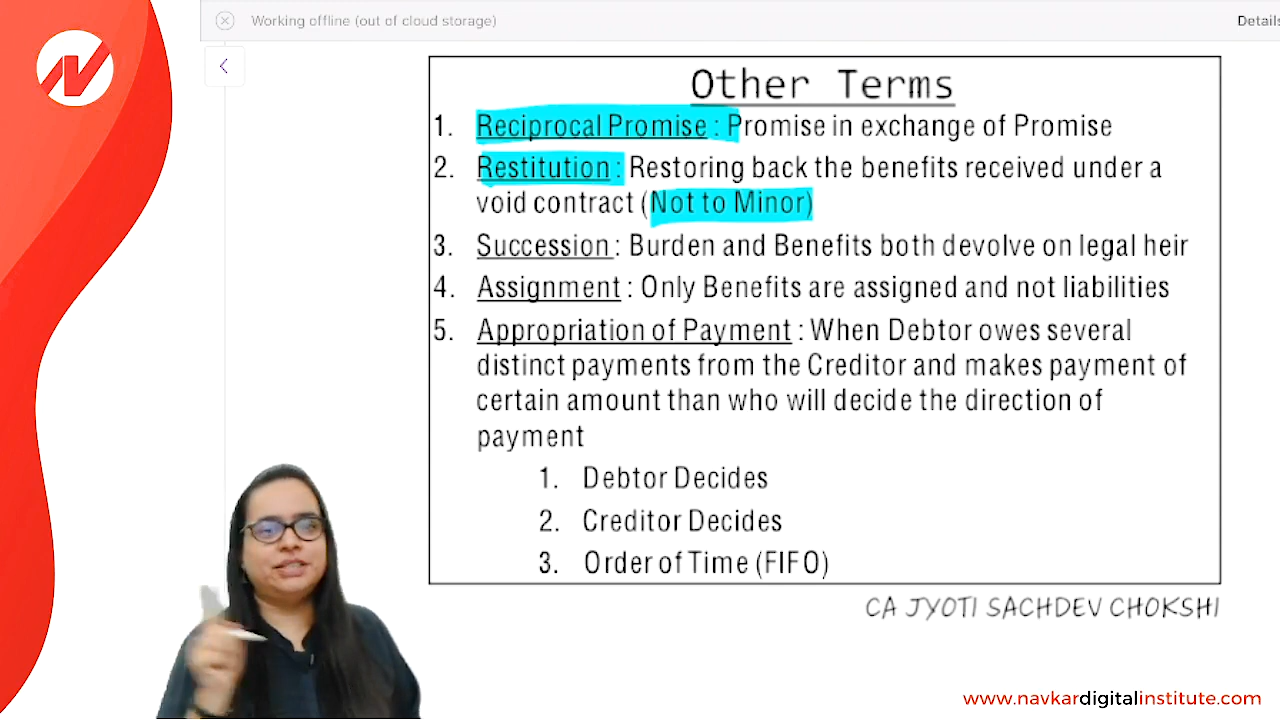 Working offline (out of cloud storage)
Details
Other Terms
1. Reciprocal Promise : Promise in exchange of Promise
2. Restitution : Restoring back the benefits received under a
void contract (Not to Minor)
3. Succession : Burden and Benefits both devolve on legal heir
4. Assignment : Only Benefits are assigned and not liabilities
5. Appropriation of Payment : When Debtor owes several
distinct payments from the Creditor and makes payment of
certain amount than who will decide the direction of
payment
1. Debtor Decides
2. Creditor Decides
3. Order of Time (FIFO)
CA JYOTI SACHDEV CHOKSHI
www.navkardigitalinstitute.com